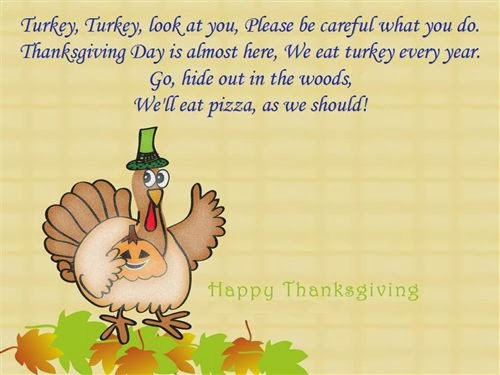 Turkey, Turkey, look at you, Please be careful what you do.
Thanksgiving Day is almost here, We eat turkey every year.
Go, hide out in the woods,
We'll eat pizza, as we should!
Happy Thanksgiving